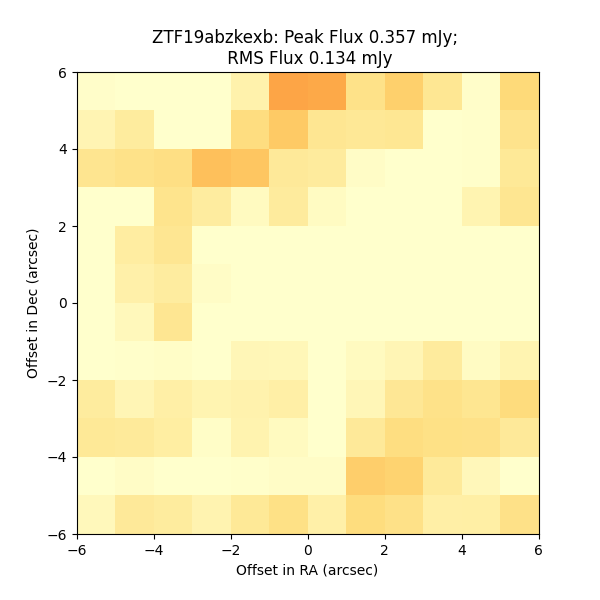 ZTF19abzkexb: Peak Flux 0.357 mJy;
RMS Flux 0.134 mJy
6
4
2
0
−2
−4
−6
Offset in Dec (arcsec)
−6 −4 −2 0 2 4 6
Offset in RA (arcsec)